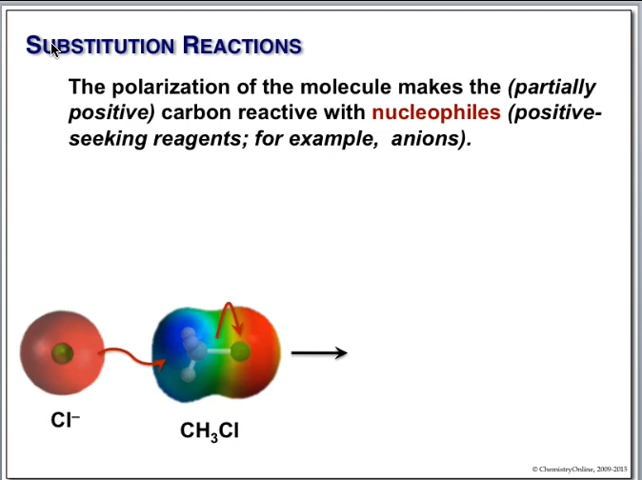 SUBSTITUTION REACTIONS
The polarization of the molecule makes the (partially
positive) carbon reactive with nucleophiles (positive-
seeking reagents; for example, anions).
Cl–
CH₃Cl
© ChemistryOnline, 2009-2015